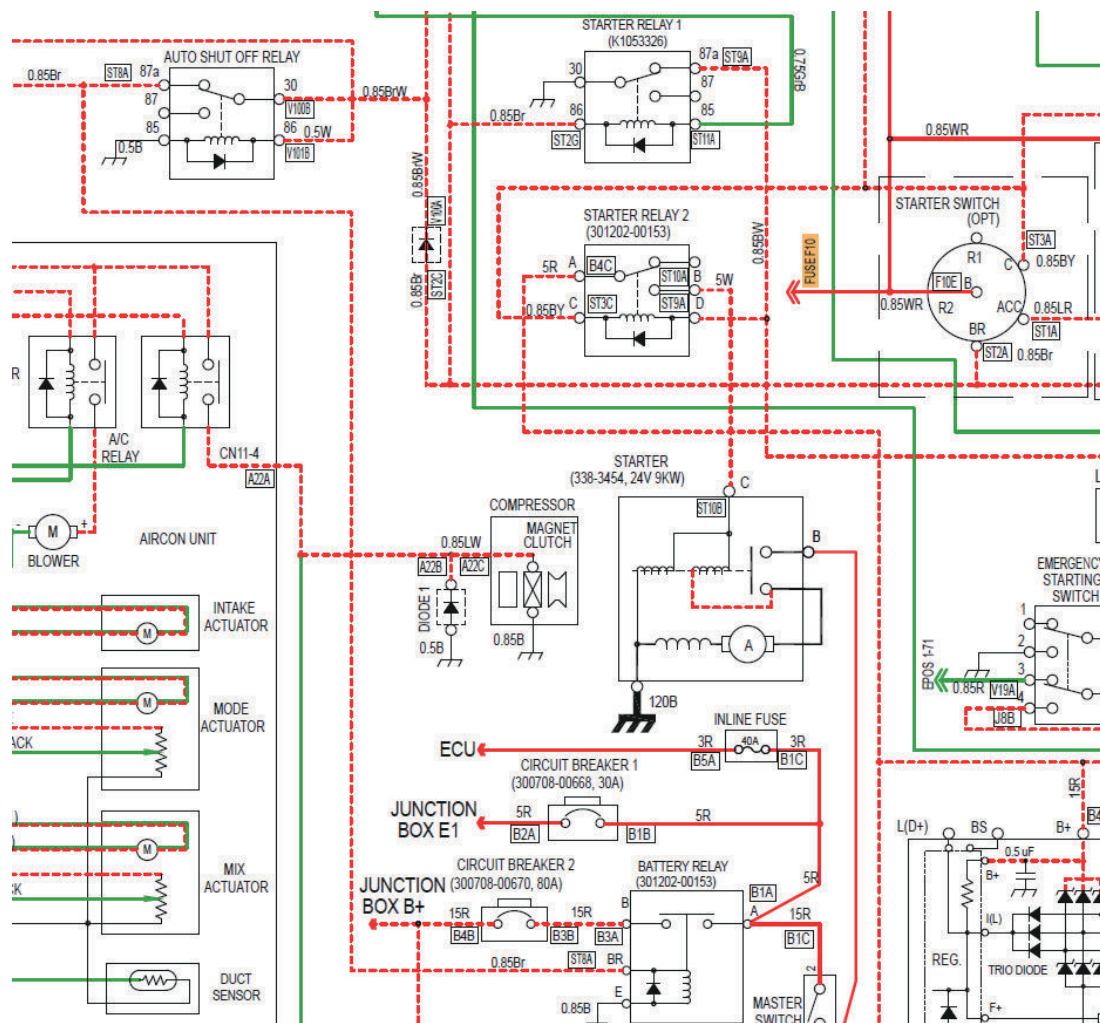 STARTER RELAY 1
(K1053326)
87a
ST9A
30
87
86
85
0.85Br
ST2G
ST11A
0.75GrB
AUTO SHUT OFF RELAY
0.85Br
ST8A
87a
30
0.85BrW
V100B
87
85
86
0.5W
0.5B
V101B
0.85WR
0.85BrW
V100A
ST2C
0.85Br
STARTER RELAY 2
(301202-00153)
5R
A
B4C
ST10A
B
5W
0.85BY
C
ST3C
ST9A
D
0.85BW
FUSE F10
STARTER SWITCH
(OPT)
R1
C
ST3A
0.85BY
F10E
B
0.85WR
R2
ACC
0.85LR
ST1A
BR
ST2A
0.85Br
R
A/C
RELAY
CN11-4
A22A
-
M
+
BLOWER
AIRCON UNIT
STARTER
(338-3454, 24V 9KW)
C
ST10B
B
A
120B
COMPRESSOR
MAGNET
CLUTCH
0.85LW
A22B
A22C
DIODE 1
0.5B
0.85B
EMERGENCY
STARTING
SWITCH
1
2
3
4
EPOS 1-71
0.85R
V19A
J8B
M
INTAKE
ACTUATOR
M
MODE
ACTUATOR
ACK
M
MIX
ACTUATOR
K
DUCT
SENSOR
INLINE FUSE
ECU
3R
40A
3R
B5A
B1C
CIRCUIT BREAKER 1
(300708-00668, 30A)
JUNCTION
BOX E1
5R
B2A
B1B
5R
CIRCUIT BREAKER 2
(300708-00670, 80A)
JUNCTION
BOX B+
15R
B4B
15R
B3B
BATTERY RELAY
(301202-00153)
5R
B1A
B
A
15R
B3A
B1C
0.85Br
ST8A
BR
E
0.85B
2
MASTER
SWITCH
15R
B4
L(D+)
BS
B+
0.5 uF
B+
I(L)
REG.
TRIO DIODE
F+